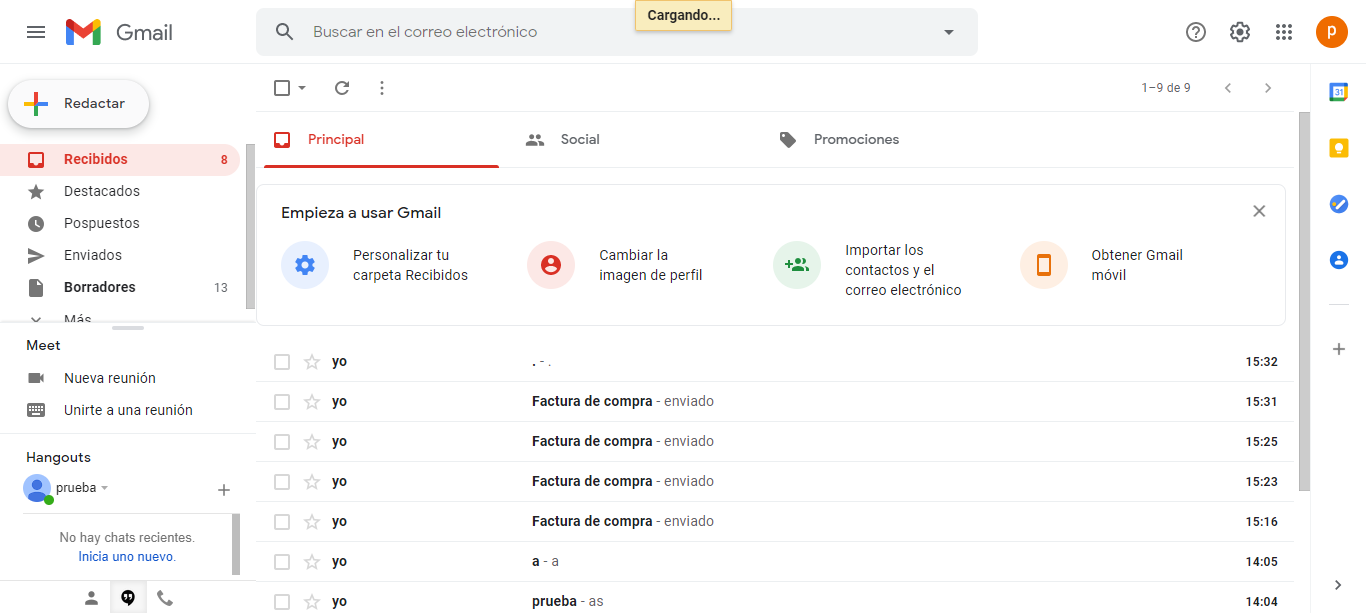 Cargando...
Gmail
Buscar en el correo electrónico
p
Redactar
1–9 de 9
31
Recibidos 8
Destacados
Pospuestos
Enviados
Borradores 13
Más
Principal
Social
Promociones
Empieza a usar Gmail
Personalizar tu
carpeta Recibidos
Cambiar la
imagen de perfil
Importar los
contactos y el
correo electrónico
Obtener Gmail
móvil
yo . - . 15:32
yo Factura de compra - enviado 15:31
yo Factura de compra - enviado 15:25
yo Factura de compra - enviado 15:23
yo Factura de compra - enviado 15:16
yo a - a 14:05
yo prueba - as 14:04
Meet
Nueva reunión
Unirte a una reunión
Hangouts
prueba
No hay chats recientes.
Inicia uno nuevo.